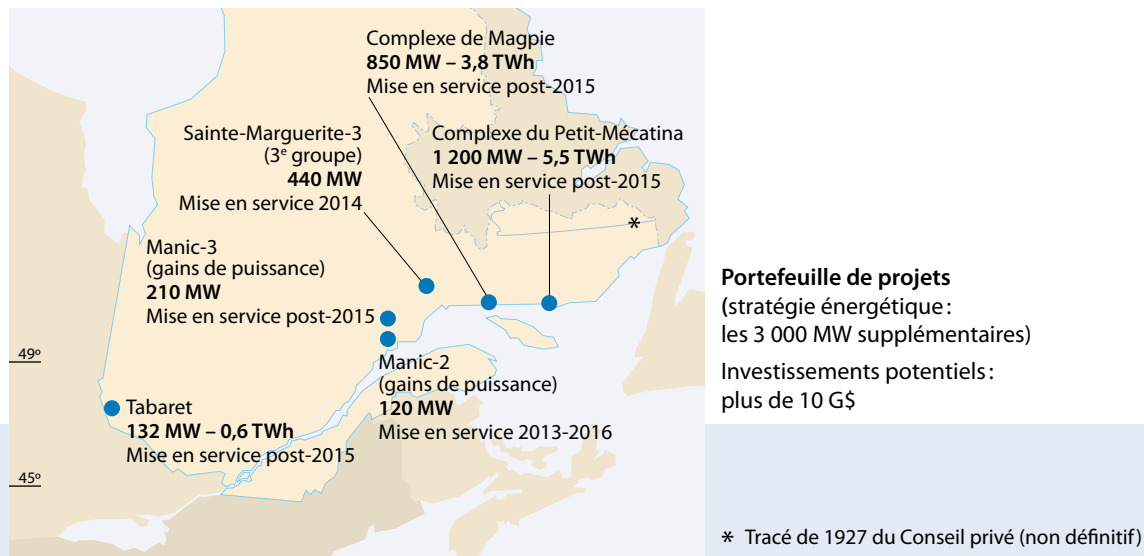 Complexe de Magpie
850 MW – 3,8 TWh
Mise en service post-2015
Sainte-Marguerite-3
(3e groupe)
440 MW
Mise en service 2014
Complexe du Petit-Mécatina
1 200 MW – 5,5 TWh
Mise en service post-2015
*
Manic-3
(gains de puissance)
210 MW
Mise en service post-2015
49º
Manic-2
(gains de puissance)
120 MW
Mise en service 2013-2016
Tabaret
132 MW – 0,6 TWh
Mise en service post-2015
45º
Portefeuille de projets
(stratégie énergétique :
les 3 000 MW supplémentaires)
Investissements potentiels :
plus de 10 G$
* Tracé de 1927 du Conseil privé (non définitif)